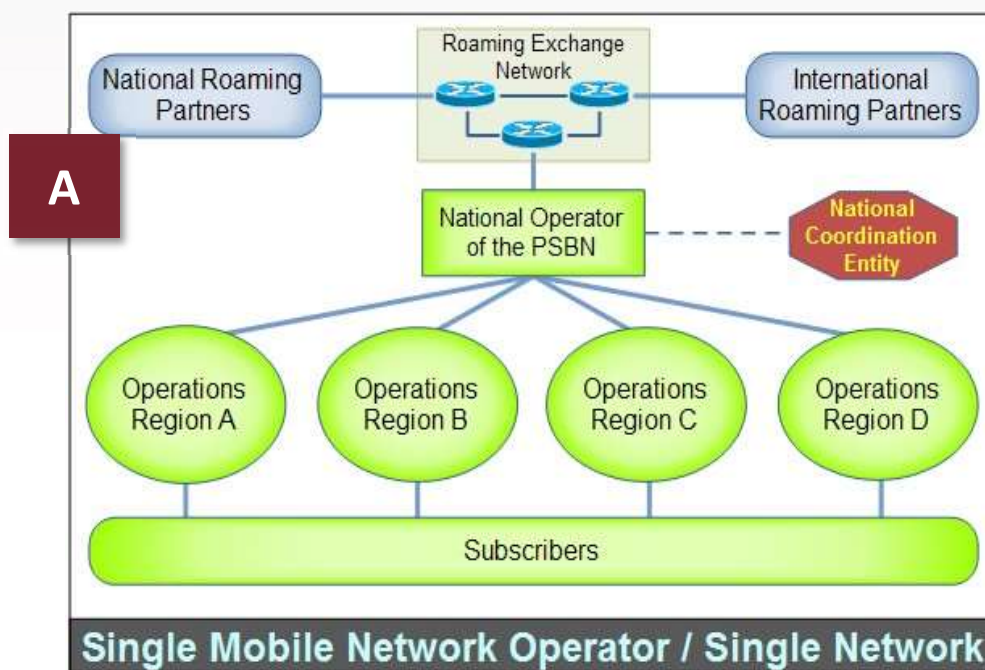 Roaming Exchange
Network
National Roaming
Partners
International
Roaming Partners
A
National Operator
of the PSBN
National
Coordination
Entity
Operations
Region A
Operations
Region B
Operations
Region C
Operations
Region D
Subscribers
Single Mobile Network Operator / Single Network